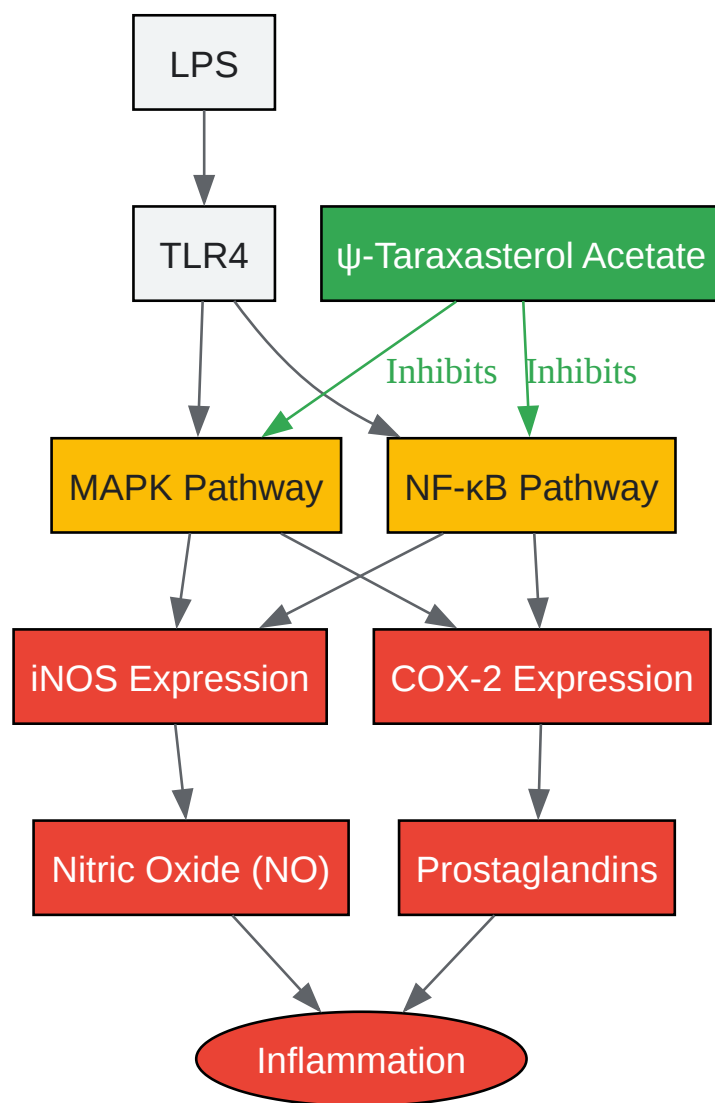 LPS
TLR4
ψ-Taraxasterol Acetate
Inhibits
Inhibits
MAPK Pathway
NF-κB Pathway
iNOS Expression
COX-2 Expression
Nitric Oxide (NO)
Prostaglandins
Inflammation